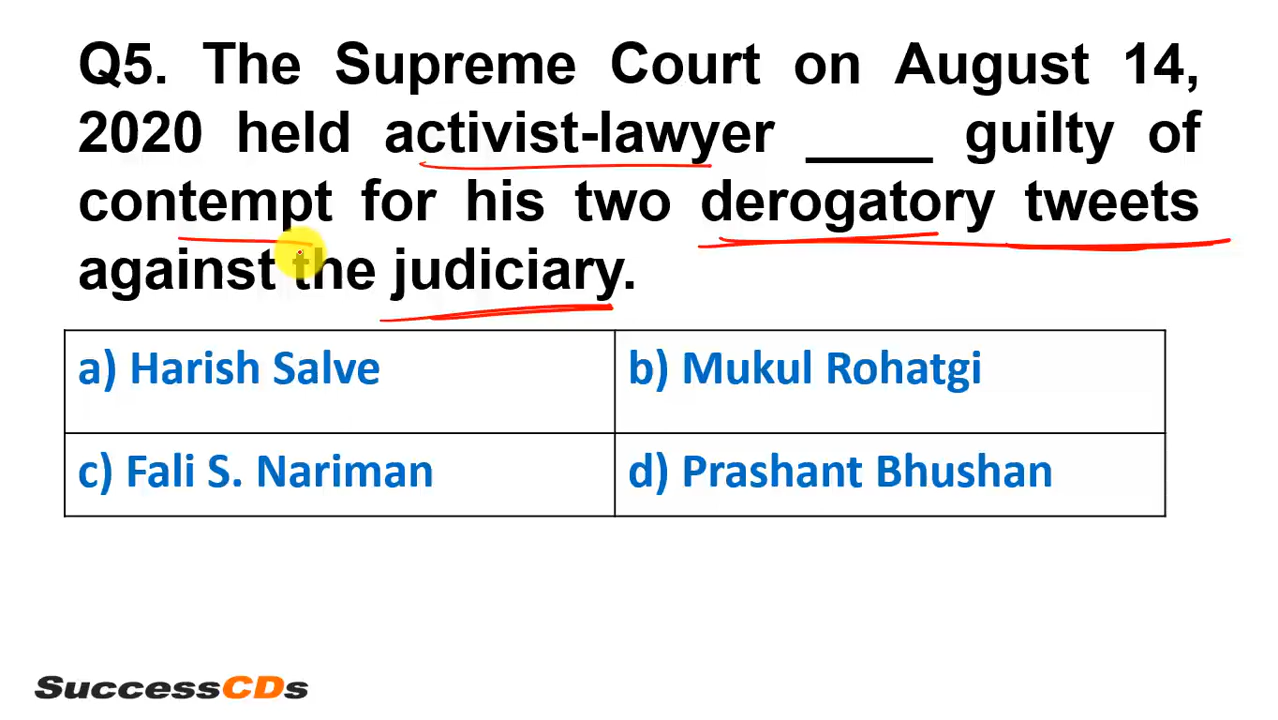 Q5. The Supreme Court on August 14,
2020 held activist-lawyer ____ guilty of
contempt for his two derogatory tweets
against the judiciary.
a) Harish Salve
b) Mukul Rohatgi
c) Fali S. Nariman
d) Prashant Bhushan
SuccessCDs